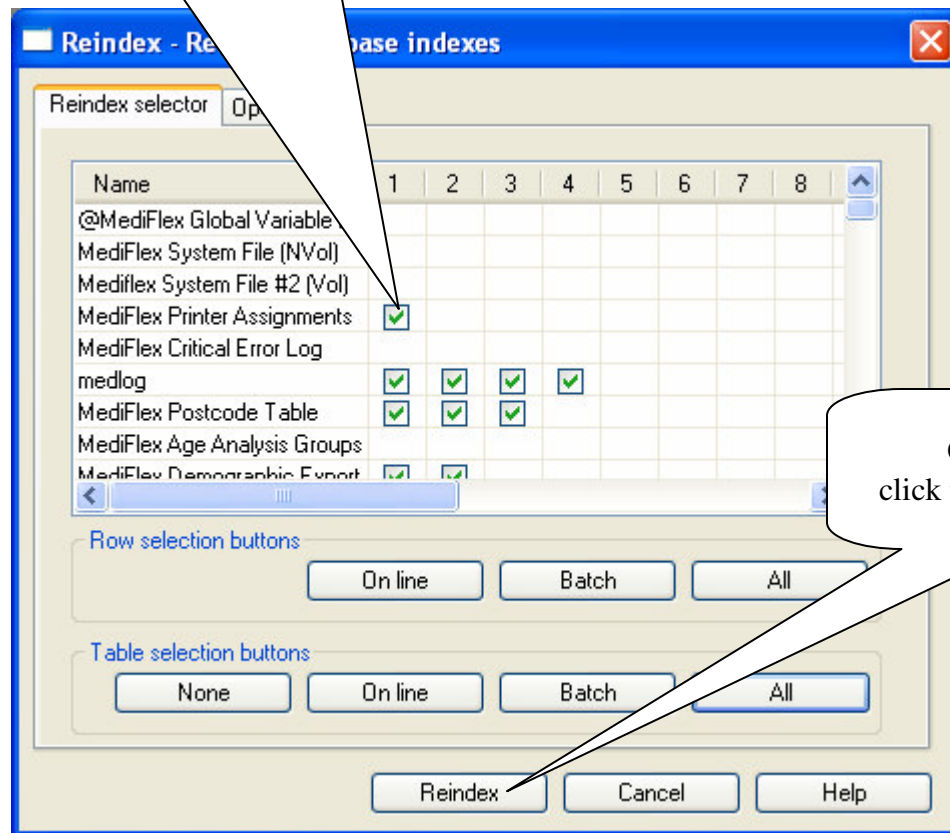 Reindex - Re base indexes
Reindex selector Op
Name 1 2 3 4 5 6 7 8
@MediFlex Global Variable
MediFlex System File (NVol)
Mediflex System File #2 (Vol)
MediFlex Printer Assignments
MediFlex Critical Error Log
medlog
MediFlex Postcode Table
MediFlex Age Analysis Groups
MediFlex Demographic Export
click
Row selection buttons
On line Batch All
Table selection buttons
None On line Batch All
Reindex Cancel Help